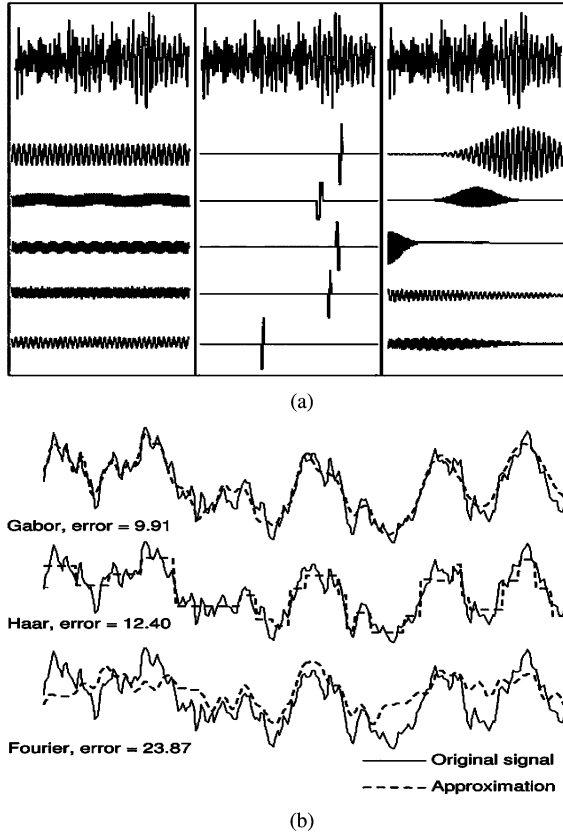 (a)
Gabor, error = 9.91
Haar, error = 12.40
Fourier, error = 23.87
Original signal
Approximation
(b)